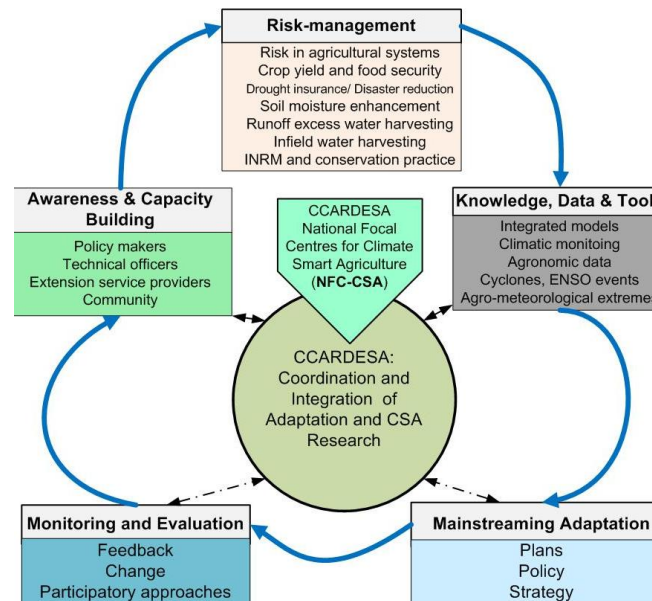 Risk-management
Risk in agricultural systems
Crop yield and food security
Drought insurance/ Disaster reduction
Soil moisture enhancement
Runoff excess water harvesting
Infield water harvesting
INRM and conservation practice
Knowledge, Data & Tool
Integrated models
Climatic monitoing
Agronomic data
Cyclones, ENSO events
Agro-meteorological extremes
Mainstreaming Adaptation
Plans
Policy
Strategy
Monitoring and Evaluation
Feedback
Change
Participatory approaches
Awareness & Capacity
Building
Policy makers
Technical officers
Extension service providers
Community
CCARDESA
National Focal
Centres for Climate
Smart Agriculture
(NFC-CSA)
CCARDESA:
Coordination and
Integration of
Adaptation and CSA
Research